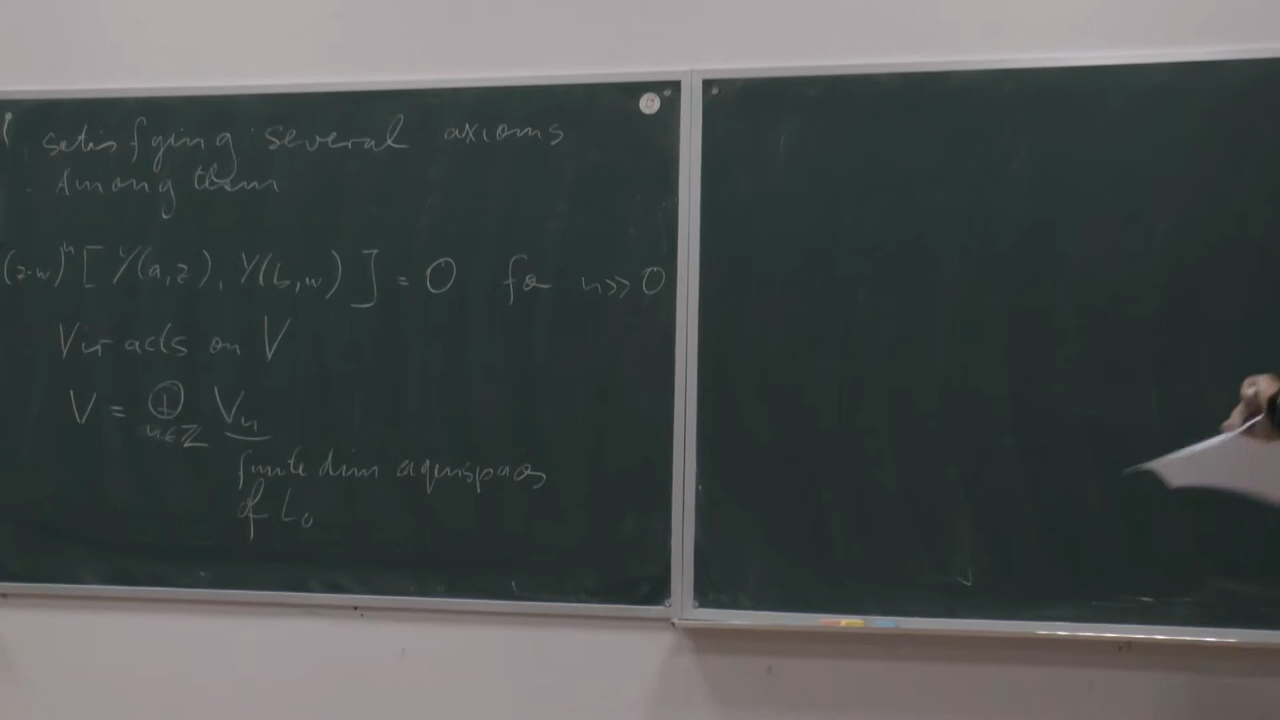 satisfying several axioms
Among them
(z-w)^n [Y(a,z), Y(b,w)] = 0 for n>>0
Vir acts on V
V = ⊕ V_n
n∈ℤ
finite dim eigenspaces
of L_0